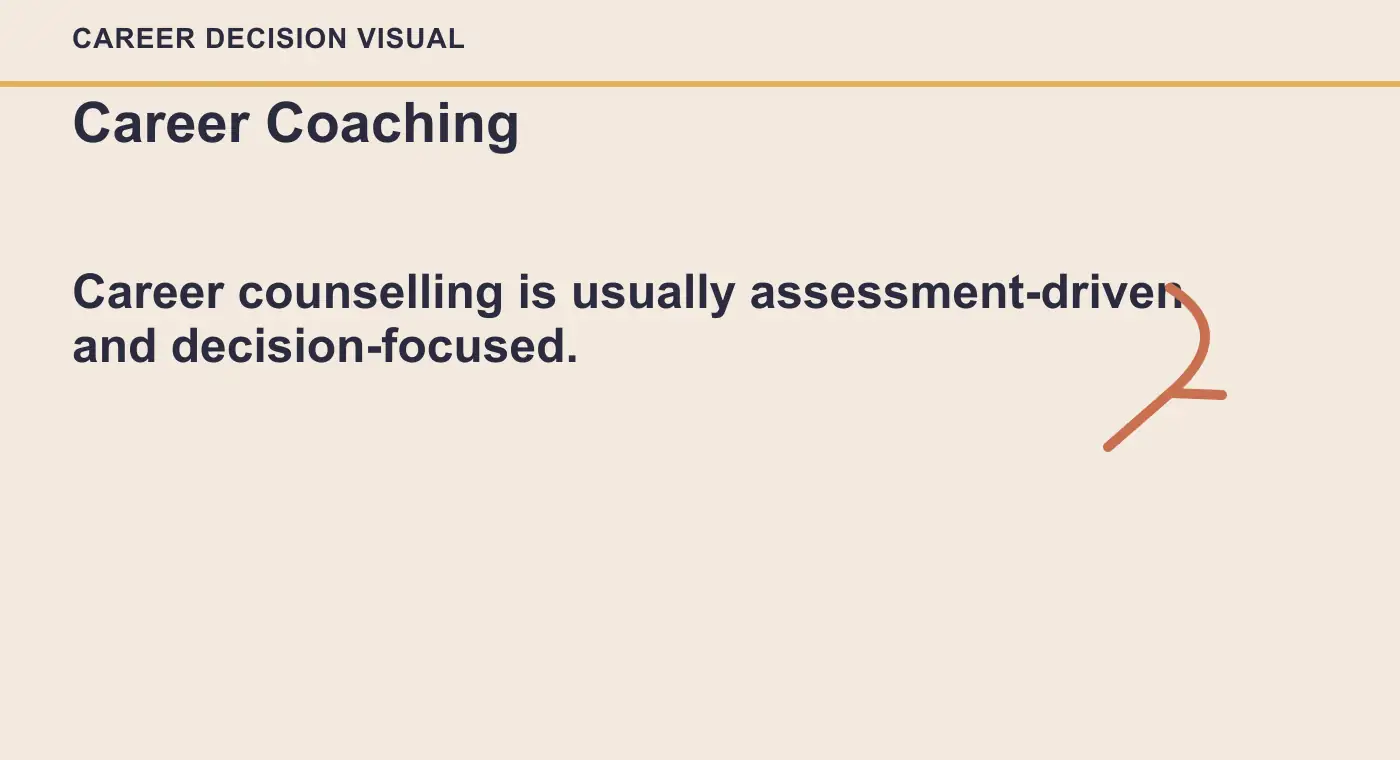 CAREER DECISION VISUAL
Career Coaching
Career counselling is usually assessment-driven
and decision-focused.